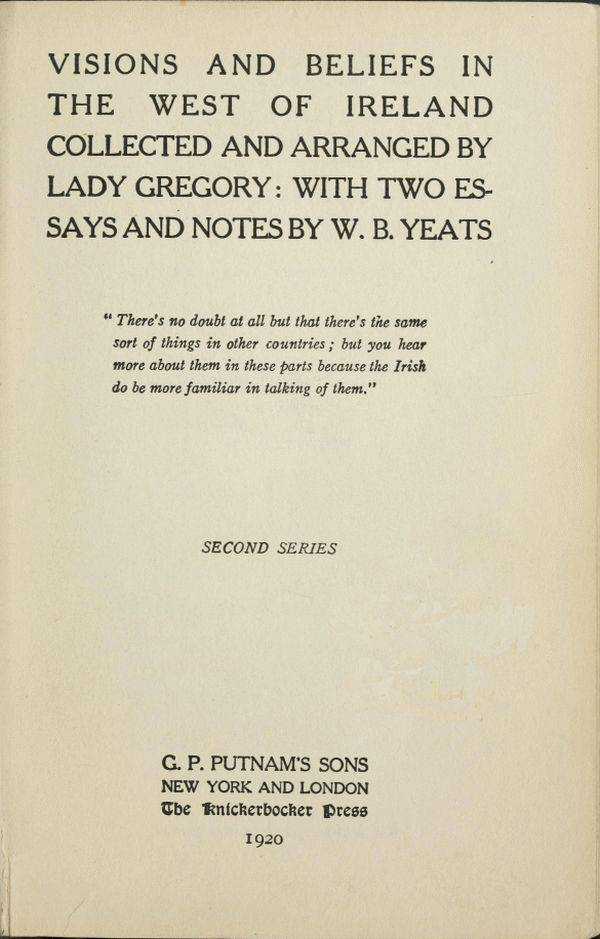 VISIONS AND BELIEFS IN
THE WEST OF IRELAND
COLLECTED AND ARRANGED BY
LADY GREGORY: WITH TWO ES-
SAYS AND NOTES BY W. B. YEATS
“ There's no doubt at all but that there's the same
sort of things in other countries ; but you hear
more about them in these parts because the Irish
do be more familiar in talking of them.”
SECOND SERIES
G. P. PUTNAM'S SONS
NEW YORK AND LONDON
The Knickerbocker Press
1920